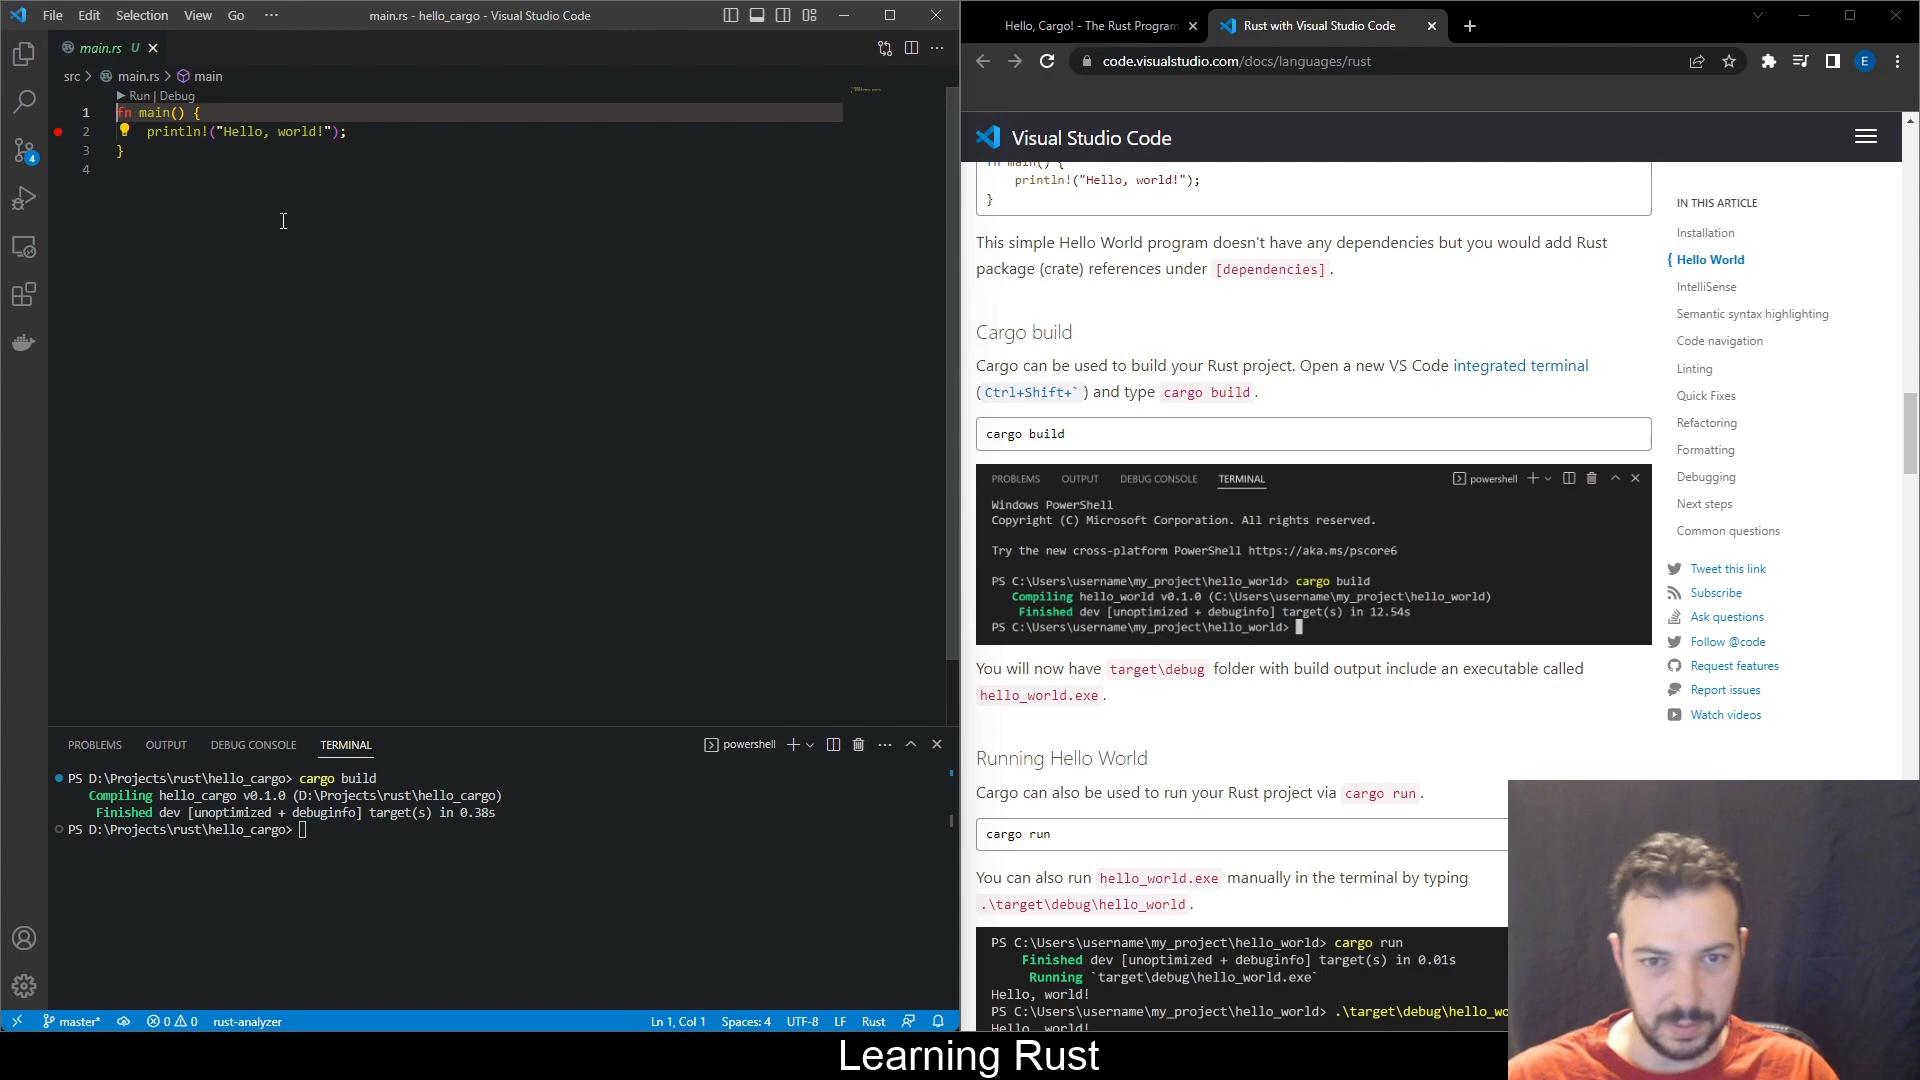 File Edit Selection View Go ··· main.rs - hello_cargo - Visual Studio Code
main.rs U
src > main.rs > main
Run | Debug
1 fn main() {
2 println!("Hello, world!");
3 }
4
4
PROBLEMS OUTPUT DEBUG CONSOLE TERMINAL powershell
PS D:\Projects\rust\hello_cargo> cargo build
Compiling hello_cargo v0.1.0 (D:\Projects\rust\hello_cargo)
Finished dev [unoptimized + debuginfo] target(s) in 0.38s
PS D:\Projects\rust\hello_cargo>
master* 0 0 rust-analyzer Ln 1, Col 1 Spaces: 4 UTF-8 LF Rust
Hello, Cargo! - The Rust Program Rust with Visual Studio Code
code.visualstudio.com/docs/languages/rust E
Visual Studio Code
fn main() {
println!("Hello, world!");
}
This simple Hello World program doesn't have any dependencies but you would add Rust
package (crate) references under [dependencies].
Cargo build
Cargo can be used to build your Rust project. Open a new VS Code integrated terminal
(Ctrl+Shift+`) and type cargo build.
cargo build
PROBLEMS OUTPUT DEBUG CONSOLE TERMINAL powershell
Windows PowerShell
Copyright (C) Microsoft Corporation. All rights reserved.
Try the new cross-platform PowerShell https://aka.ms/pscore6
PS C:\Users\username\my_project\hello_world> cargo build
Compiling hello_world v0.1.0 (C:\Users\username\my_project\hello_world)
Finished dev [unoptimized + debuginfo] target(s) in 12.54s
PS C:\Users\username\my_project\hello_world>
You will now have target\debug folder with build output include an executable called
hello_world.exe.
Running Hello World
Cargo can also be used to run your Rust project via cargo run.
cargo run
You can also run hello_world.exe manually in the terminal by typing
.\target\debug\hello_world.
PS C:\Users\username\my_project\hello_world> cargo run
Finished dev [unoptimized + debuginfo] target(s) in 0.01s
Running `target\debug\hello_world.exe`
Hello, world!
PS C:\Users\username\my_project\hello_world> .\target\debug\hello_wo
Hello, world!
IN THIS ARTICLE
Installation
{ Hello World
IntelliSense
Semantic syntax highlighting
Code navigation
Linting
Quick Fixes
Refactoring
Formatting
Debugging
Next steps
Common questions
Tweet this link
Subscribe
Ask questions
Follow @code
Request features
Report issues
Watch videos
Learning Rust